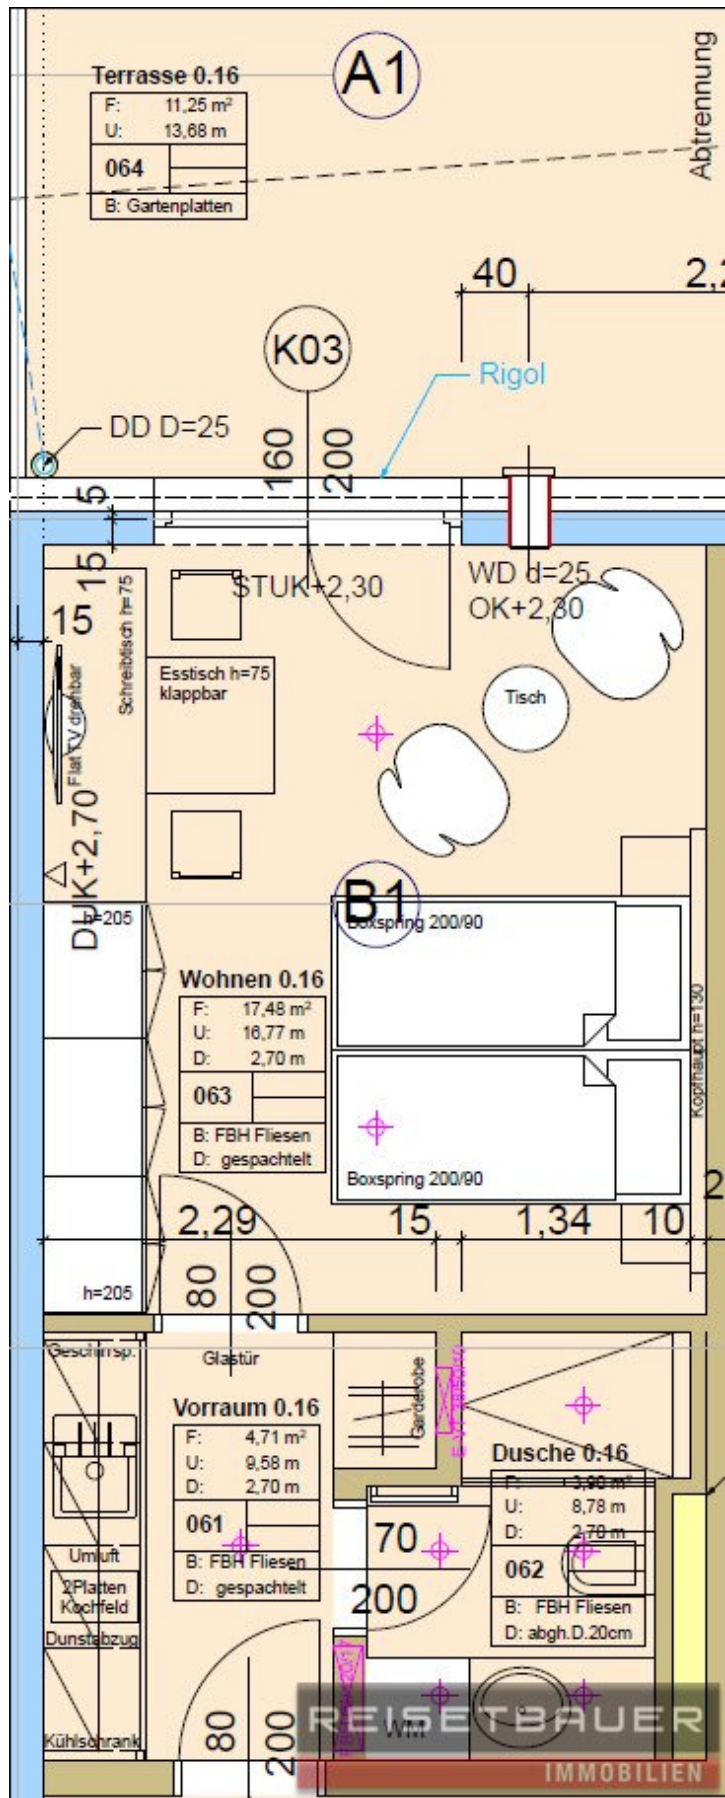 A1
Terrasse 0.16
F: 11,25 m²
U: 13,68 m
064
B: Gartenplatten
Abtrennung
40
K03
Rigol
DD D=25
160
200
5
15
STUK+2,30
WD d=25
OK+2,30
15
Schreibtisch h=75
Flat TV drehbar
Esstisch h=75
klappbar
Tisch
DUK+2,70
h=205
B1
Boxspring 200/90
Wohnen 0.16
F: 17,48 m²
U: 16,77 m
D: 2,70 m
063
B: FBH Fliesen
D: gespachtelt
Kopfhaupt h=130
Boxspring 200/90
2,29
15
1,34
10
2
80
200
h=205
Geschirrsp.
Glastür
Garderobe
Vorraum 0.16
F: 4,71 m²
U: 9,58 m
D: 2,70 m
061
B: FBH Fliesen
D: gespachtelt
Dusche 0.16
F: 3,90 m²
U: 8,78 m
D: 2,70 m
062
B: FBH Fliesen
D: abgh.D.20cm
70
200
Umluft
2Platten
Kochfeld
Dunstabzug
Kühlschrank
80
200
WM
REISETBAUER
IMMOBILIEN